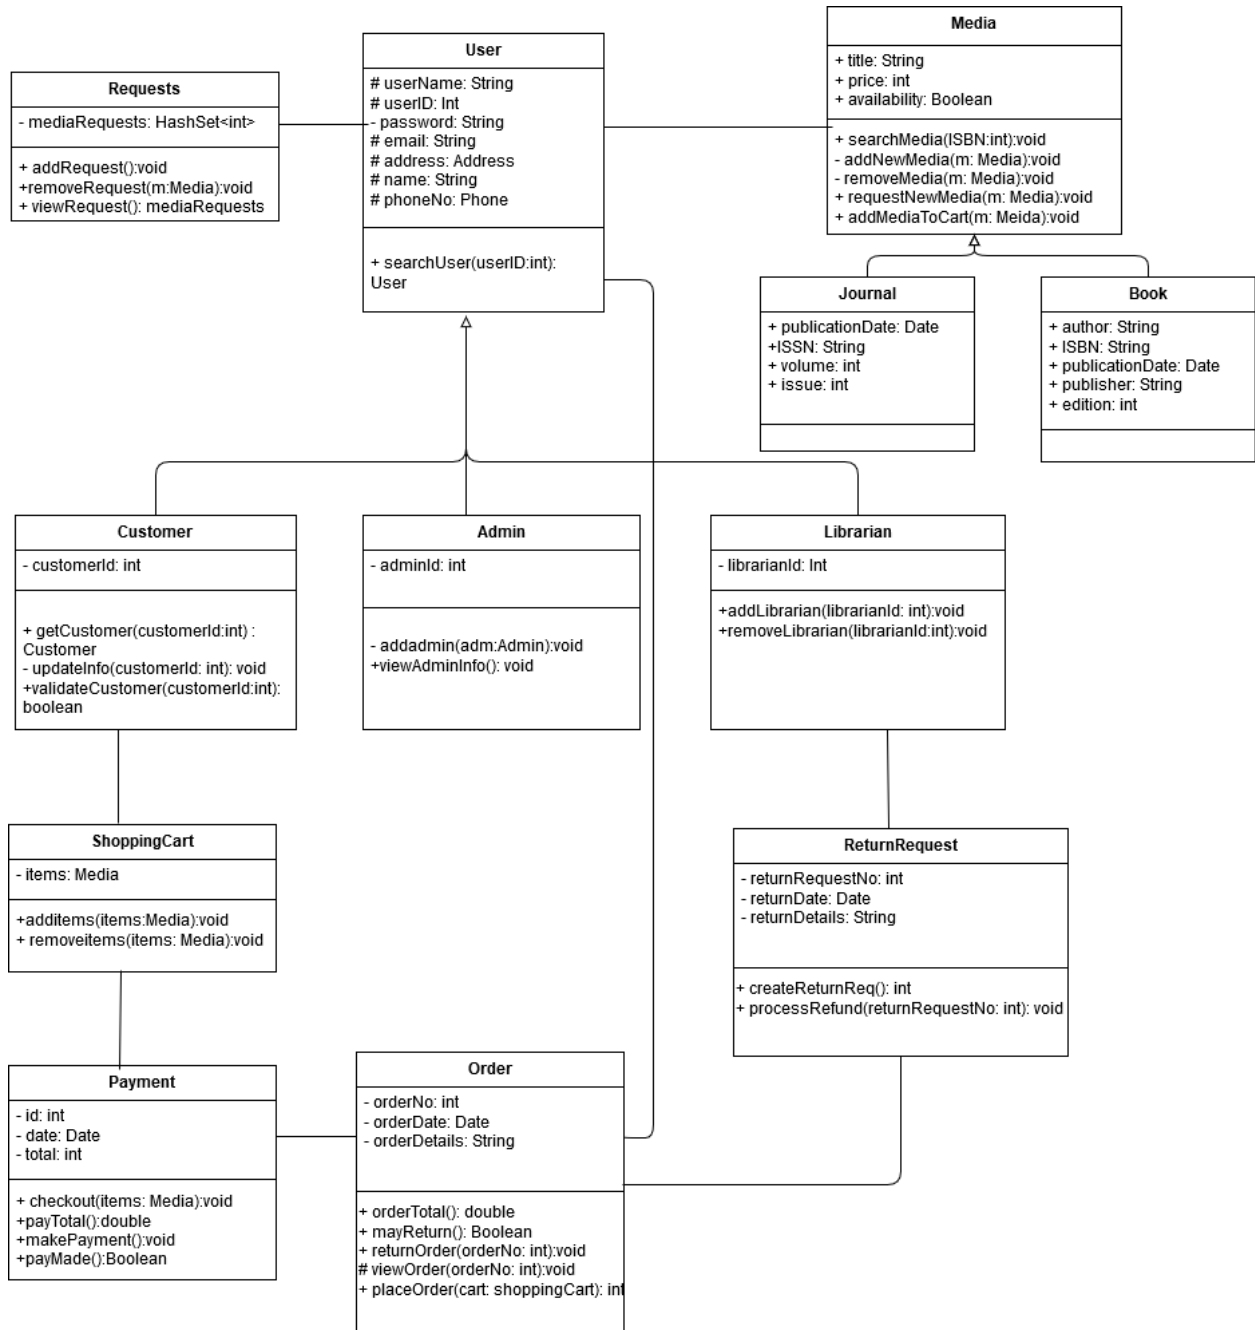 Requests
- mediaRequests: HashSet<int>
+ addRequest():void
+removeRequest(m:Media):void
+ viewRequest(): mediaRequests
User
# userName: String
# userID: Int
- password: String
# email: String
# address: Address
# name: String
# phoneNo: Phone
+ searchUser(userID:int):
User
Media
+ title: String
+ price: int
+ availability: Boolean
+ searchMedia(ISBN:int):void
- addNewMedia(m: Media):void
- removeMedia(m: Media):void
+ requestNewMedia(m: Media):void
+ addMediaToCart(m: Meida):void
Journal
+ publicationDate: Date
+ISSN: String
+ volume: int
+ issue: int
Book
+ author: String
+ ISBN: String
+ publicationDate: Date
+ publisher: String
+ edition: int
Customer
- customerId: int
+ getCustomer(customerId:int) :
Customer
- updateInfo(customerId: int): void
+validateCustomer(customerId:int):
boolean
Admin
- adminId: int
- addadmin(adm:Admin):void
+viewAdminInfo(): void
Librarian
- librarianId: Int
+addLibrarian(librarianId: int):void
+removeLibrarian(librarianId:int):void
ShoppingCart
- items: Media
+additems(items:Media):void
+ removeitems(items: Media):void
ReturnRequest
- returnRequestNo: int
- returnDate: Date
- returnDetails: String
+ createReturnReq(): int
+ processRefund(returnRequestNo: int): void
Payment
- id: int
- date: Date
- total: int
+ checkout(items: Media):void
+payTotal():double
+makePayment():void
+payMade():Boolean
Order
- orderNo: int
- orderDate: Date
- orderDetails: String
+ orderTotal(): double
+ mayReturn(): Boolean
+ returnOrder(orderNo: int):void
# viewOrder(orderNo: int):void
+ placeOrder(cart: shoppingCart): int